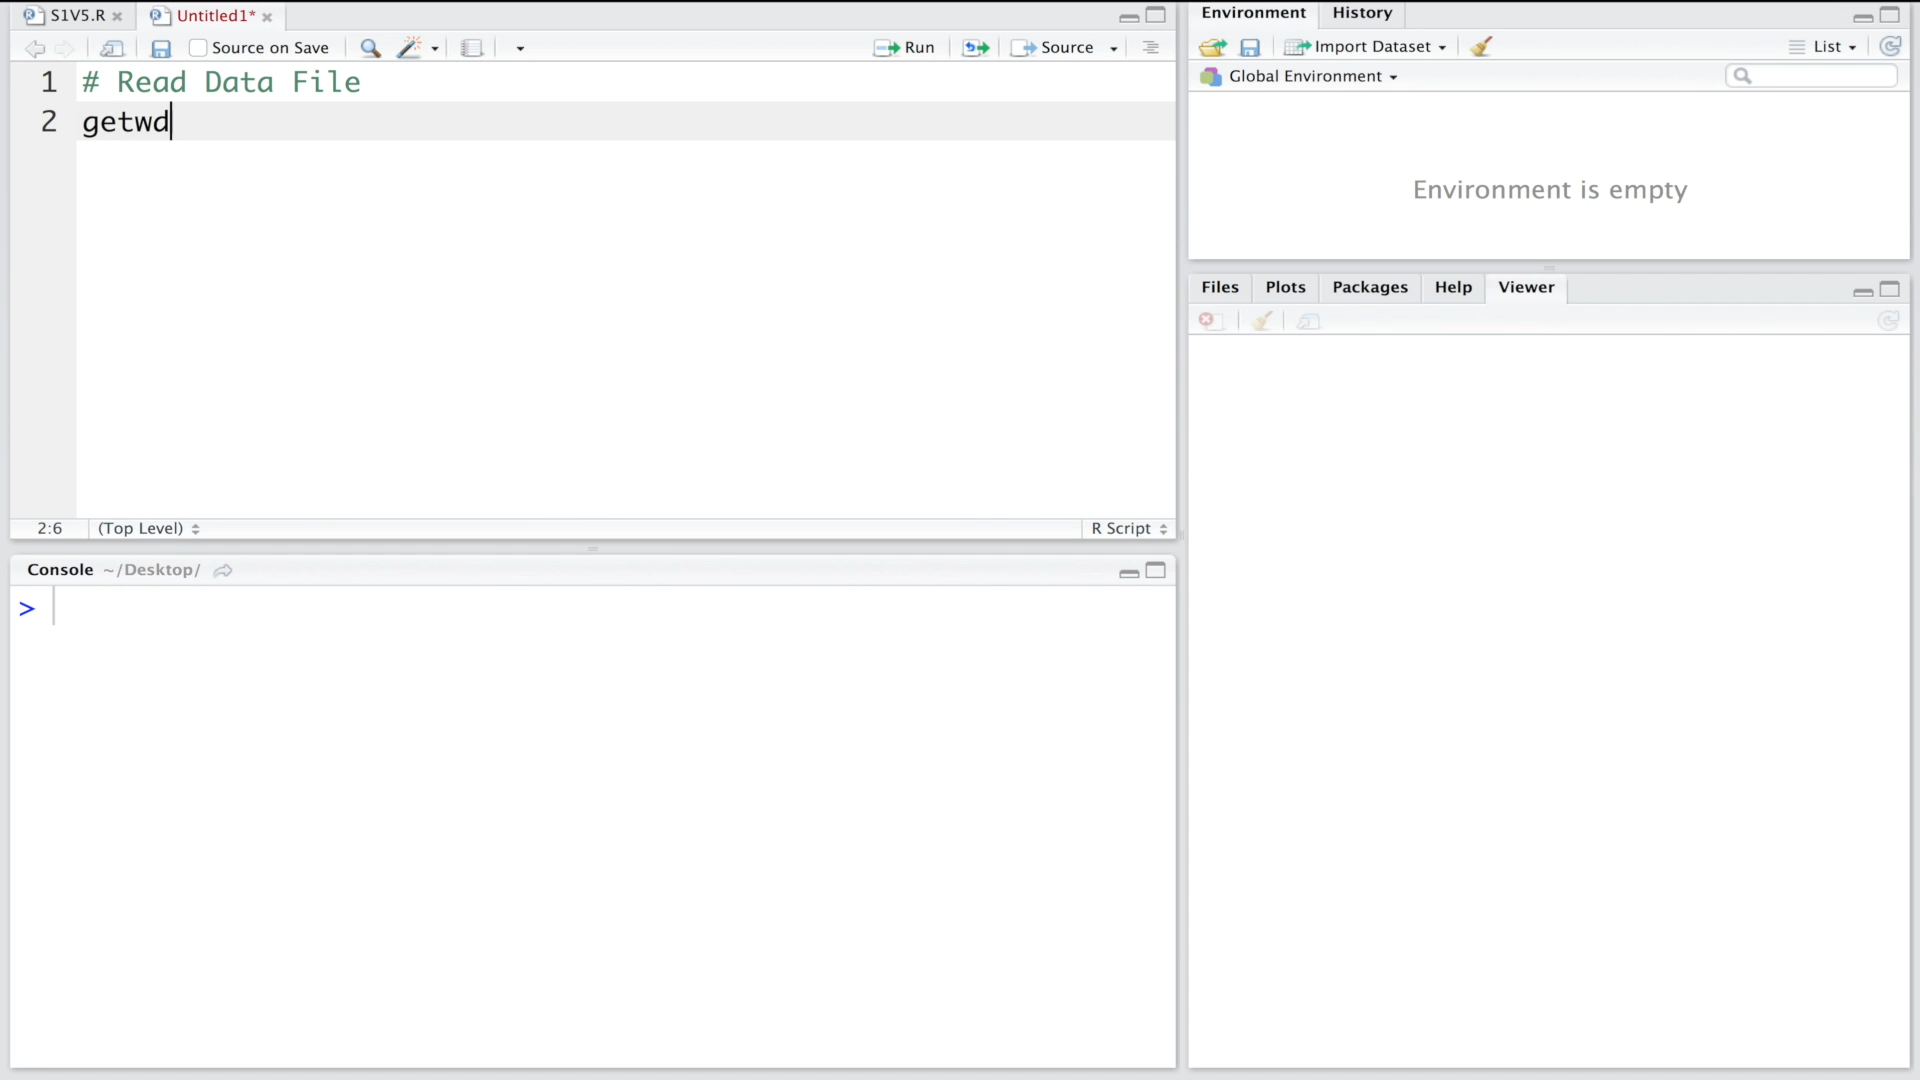 S1V5.R
Untitled1*
Source on Save
Run
Source
1 # Read Data File
2 getwd
2:6
(Top Level)
R Script
Console ~/Desktop/
>
Environment
History
Import Dataset
List
Global Environment
Environment is empty
Files
Plots
Packages
Help
Viewer